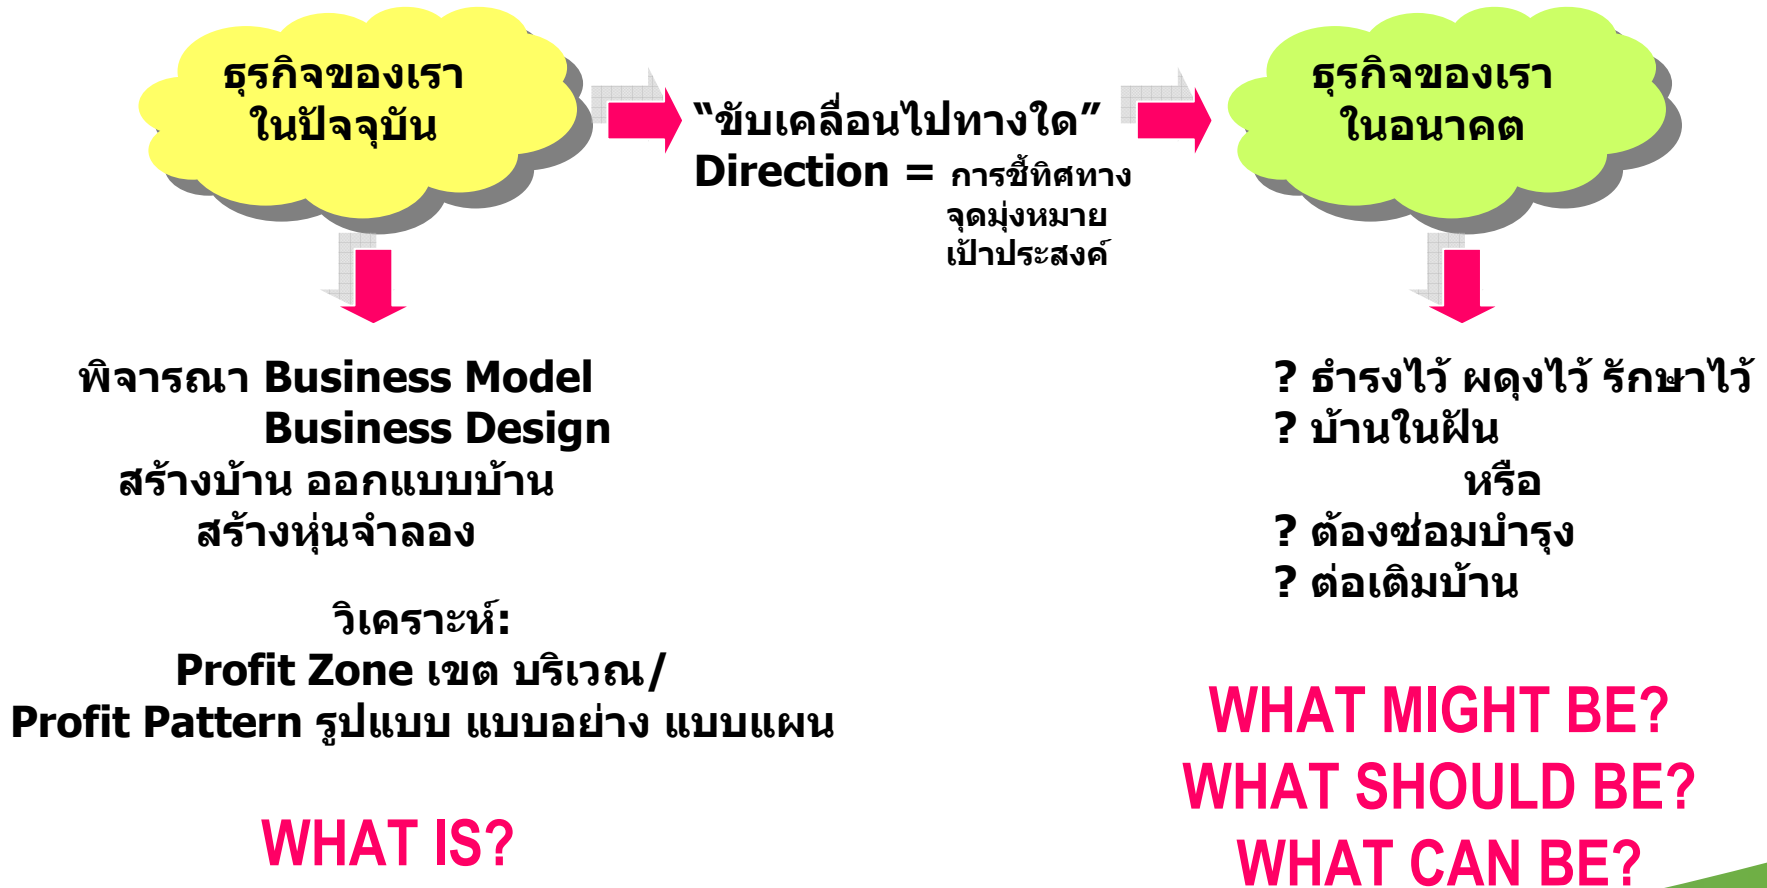 ธุรกิจของเรา
ในปัจจุบัน
“ขับเคลื่อนไปทางใด”
Direction = การชี้ทิศทาง
จุดมุ่งหมาย
เป้าประสงค์
ธุรกิจของเรา
ในอนาคต
พิจารณา Business Model
Business Design
สร้างบ้าน ออกแบบบ้าน
สร้างหุ่นจำลอง
วิเคราะห์:
Profit Zone เขต บริเวณ/
Profit Pattern รูปแบบ แบบอย่าง แบบแผน
WHAT IS?
? ธำรงไว้ ผดุงไว้ รักษาไว้
? บ้านในฝัน
หรือ
? ต้องซ่อมบำรุง
? ต่อเติมบ้าน
WHAT MIGHT BE?
WHAT SHOULD BE?
WHAT CAN BE?